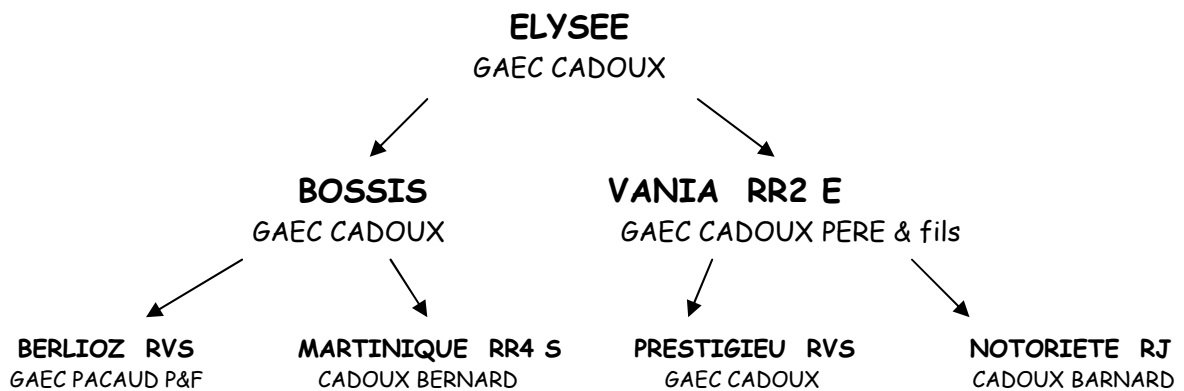 ELYSEE
GAEC CADOUX
BOSSIS VANIA RR2 E
GAEC CADOUX GAEC CADOUX PERE & fils
BERLIOZ RVS MARTINIQUE RR4 S PRESTIGIEU RVS NOTORIETE RJ
GAEC PACAUD P&F CADOUX BERNARD GAEC CADOUX CADOUX BARNARD